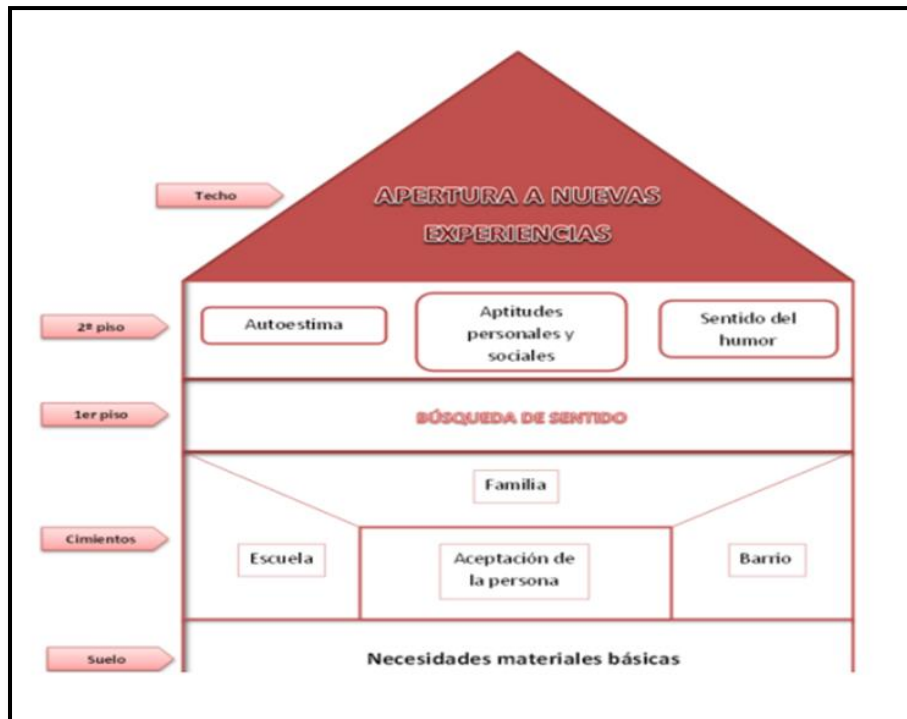 Techo
APERTURA A NUEVAS
EXPERIENCIAS
2º piso
Autoestima
Aptitudes
personales y
sociales
Sentido del
humor
1er piso
BÚSQUEDA DE SENTIDO
Cimientos
Familia
Escuela
Aceptación de
la persona
Barrio
Suelo
Necesidades materiales básicas